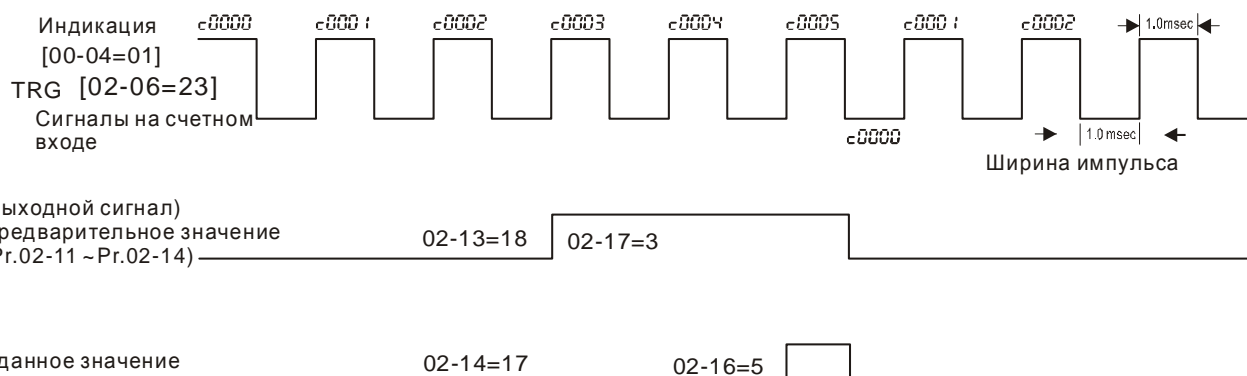 Индикация c0000 c0001 c0002 c0003 c0004 c0005 c0001 c0002 1.0msec
[00-04=01]
TRG [02-06=23]
Сигналы на счетном
входе
c0000 1.0 msec
Ширина импульса
ыходной сигнал)
редварительное значение 02-13=18 02-17=3
Pr.02-11 ~Pr.02-14)
данное значение 02-14=17 02-16=5